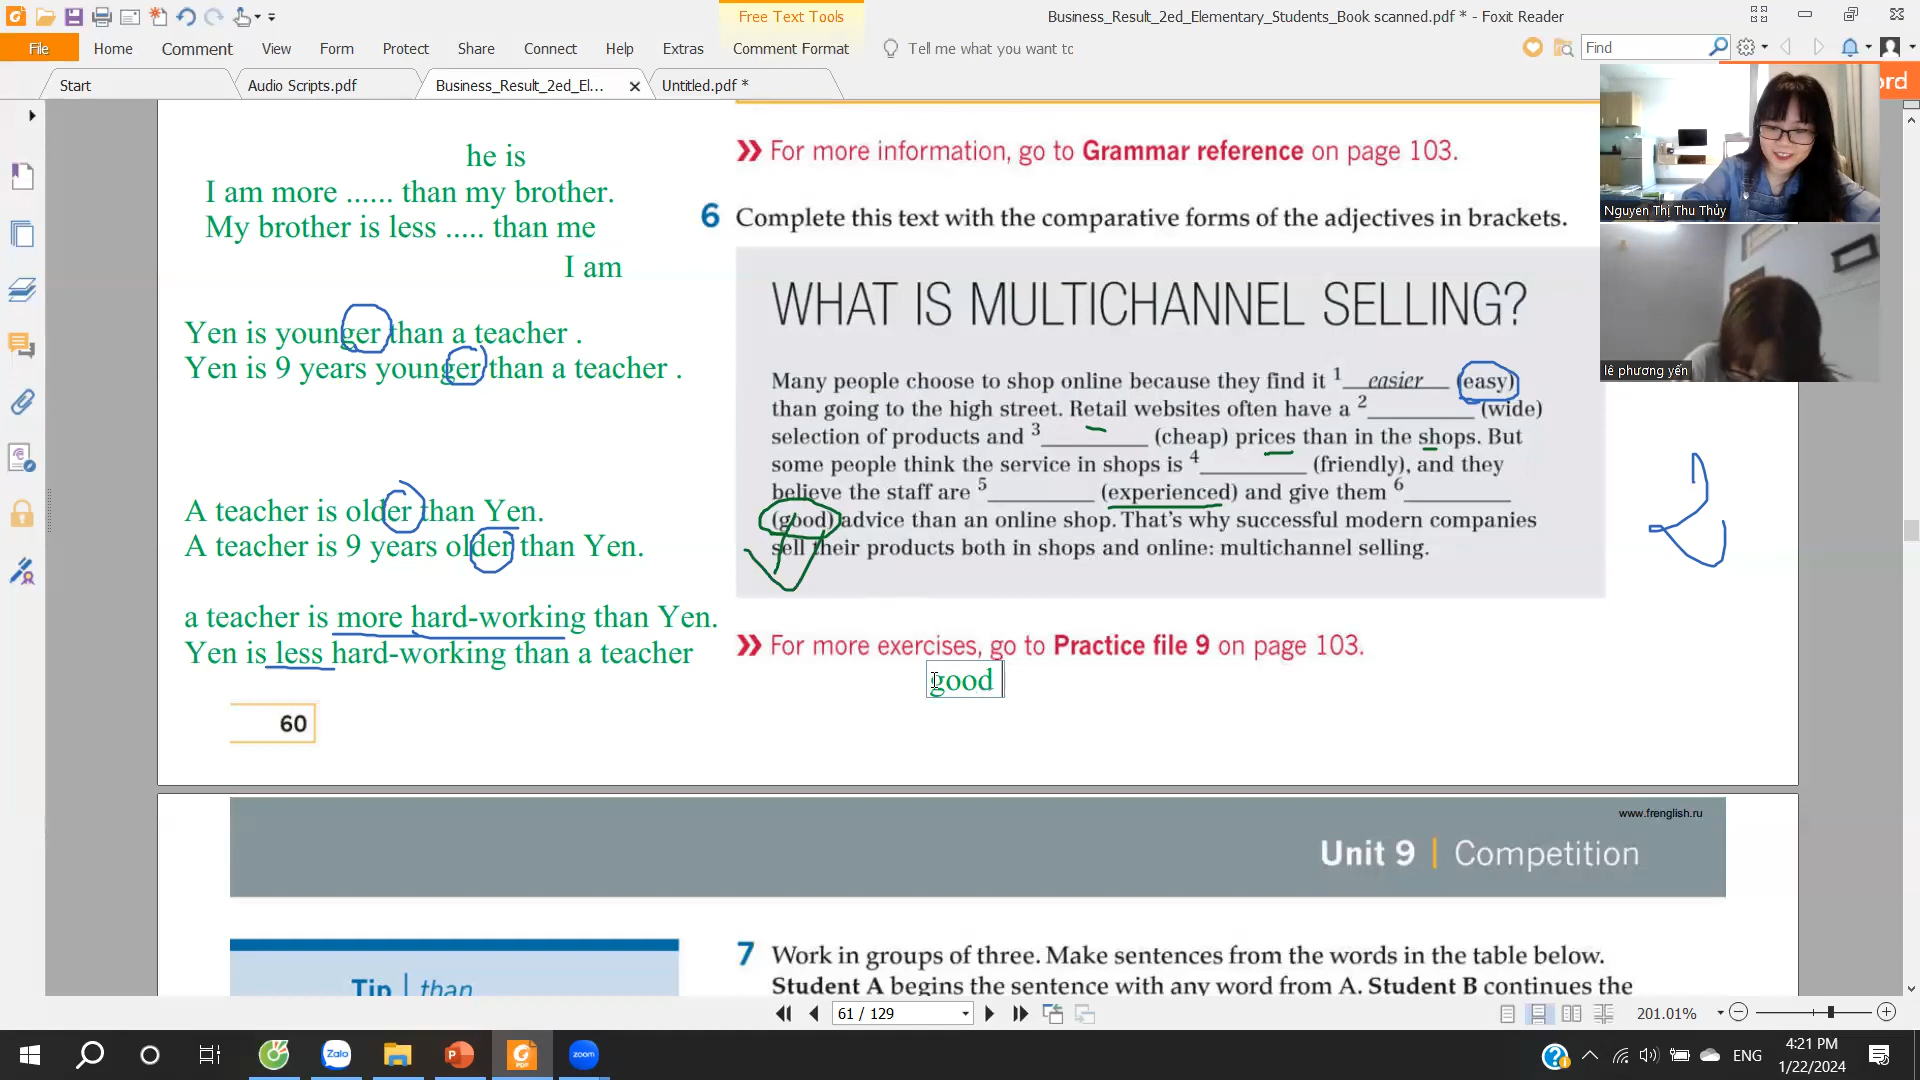 Free Text Tools
Business_Result_2ed_Elementary_Students_Book scanned.pdf * - Foxit Reader
File Home Comment View Form Protect Share Connect Help Extras Comment Format Tell me what you want to
Find
Start Audio Scripts.pdf Business_Result_2ed_El... Untitled.pdf *
ord
Nguyen Thị Thu Thủy
lê phương yến
he is
I am more ...... than my brother.
My brother is less ..... than me
I am
Yen is younger than a teacher .
Yen is 9 years younger than a teacher .
A teacher is older than Yen.
A teacher is 9 years older than Yen.
a teacher is more hard-working than Yen.
Yen is less hard-working than a teacher
60
For more information, go to Grammar reference on page 103.
6 Complete this text with the comparative forms of the adjectives in brackets.
WHAT IS MULTICHANNEL SELLING?
Many people choose to shop online because they find it 1 easier (easy)
than going to the high street. Retail websites often have a 2__________ (wide)
selection of products and 3__________ (cheap) prices than in the shops. But
some people think the service in shops is 4__________ (friendly), and they
believe the staff are 5__________ (experienced) and give them 6__________
(good) advice than an online shop. That's why successful modern companies
sell their products both in shops and online: multichannel selling.
For more exercises, go to Practice file 9 on page 103.
good
www.frenglish.ru
Unit 9 | Competition
Tip | than
7 Work in groups of three. Make sentences from the words in the table below.
Student A begins the sentence with any word from A. Student B continues the
61 / 129
201.01%
Zalo
zoom
ENG
4:21 PM
1/22/2024